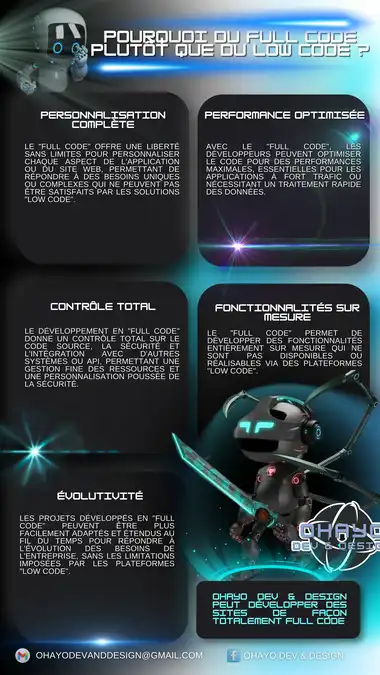 POURQUOI DU FULL CODE
PLUTÔT QUE DU LOW CODE ?
PERSONNALISATION
COMPLÈTE
LE "FULL CODE" OFFRE UNE LIBERTÉ
SANS LIMITES POUR PERSONNALISER
CHAQUE ASPECT DE L'APPLICATION
OU DU SITE WEB, PERMETTANT DE
RÉPONDRE À DES BESOINS UNIQUES
OU COMPLEXES QUI NE PEUVENT PAS
ÊTRE SATISFAITS PAR LES SOLUTIONS
"LOW CODE".
PERFORMANCE OPTIMISÉE
AVEC LE "FULL CODE", LES
DÉVELOPPEURS PEUVENT OPTIMISER
LE CODE POUR DES PERFORMANCES
MAXIMALES, ESSENTIELLES POUR LES
APPLICATIONS À FORT TRAFIC OU
NÉCESSITANT UN TRAITEMENT RAPIDE
DES DONNÉES.
CONTRÔLE TOTAL
LE DÉVELOPPEMENT EN "FULL CODE"
DONNE UN CONTRÔLE TOTAL SUR LE
CODE SOURCE, LA SÉCURITÉ ET
L'INTÉGRATION AVEC D'AUTRES
SYSTÈMES OU API, PERMETTANT UNE
GESTION FINE DES RESSOURCES ET
UNE PERSONNALISATION POUSSÉE DE
LA SÉCURITÉ.
FONCTIONNALITÉS SUR
MESURE
LE "FULL CODE" PERMET DE
DÉVELOPPER DES FONCTIONNALITÉS
ENTIÈREMENT SUR MESURE QUI NE
SONT PAS DISPONIBLES OU
RÉALISABLES VIA DES PLATEFORMES
"LOW CODE".
ÉVOLUTIVITÉ
LES PROJETS DÉVELOPPÉS EN "FULL
CODE" PEUVENT ÊTRE PLUS
FACILEMENT ADAPTÉS ET ÉTENDUS AU
FIL DU TEMPS POUR RÉPONDRE À
L'ÉVOLUTION DES BESOINS DE
L'ENTREPRISE, SANS LES LIMITATIONS
IMPOSÉES PAR LES PLATEFORMES
"LOW CODE".
OHAYO
DEV & DESIGN
OHAYO DEV & DESIGN
PEUT DÉVELOPPER DES
SITES DE FAÇON
TOTALEMENT FULL CODE
OHAYODEVANDDESIGN@GMAIL.COM
OHAYO DEV & DESIGN